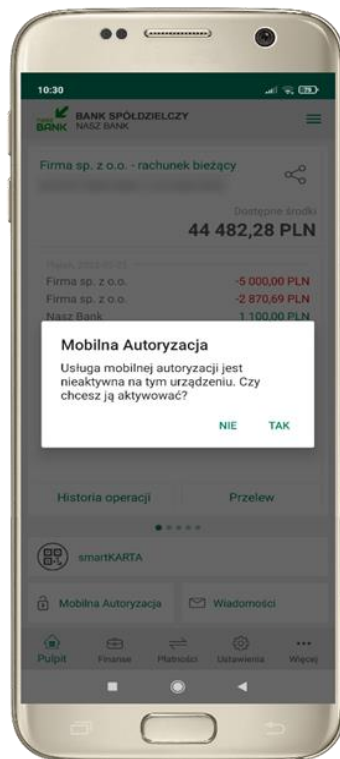 10:30
79
nasz BANK
BANK SPÓŁDZIELCZY
NASZ BANK
Firma sp. z o.o. - rachunek bieżący
Dostępne środki
44 482,28 PLN
Firma sp. z o.o. -5 000,00 PLN
Firma sp. z o.o. -2 870,69 PLN
Nasz Bank 1 100,00 PLN
Mobilna Autoryzacja
Usługa mobilnej autoryzacji jest
nieaktywna na tym urządzeniu. Czy
chcesz ją aktywować?
NIE TAK
Historia operacji Przelew
smartKARTA
Mobilna Autoryzacja Wiadomości
Pulpit Finanse Płatności Ustawienia Więcej